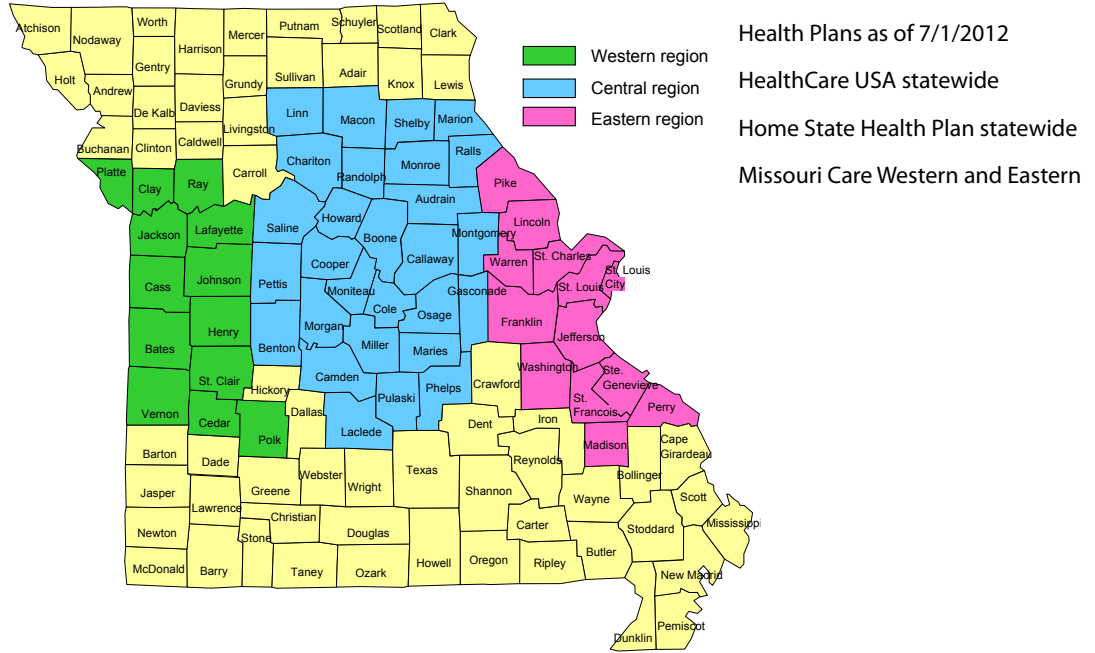 Health Plans as of 7/1/2012
HealthCare USA statewide
Home State Health Plan statewide
Missouri Care Western and Eastern
Western region
Central region
Eastern region
Atchison
Nodaway
Worth
Harrison
Mercer
Putnam
Schuyler
Scotland
Clark
Holt
Andrew
Gentry
De Kalb
Daviess
Grundy
Sullivan
Adair
Knox
Lewis
Buchanan
Clinton
Caldwell
Livingston
Linn
Macon
Shelby
Marion
Platte
Clay
Ray
Carroll
Chariton
Randolph
Monroe
Ralls
Pike
Audrain
Jackson
Lafayette
Saline
Howard
Boone
Callaway
Montgomery
Lincoln
Warren
St. Charles
St. Louis
St. Louis
City
Cass
Johnson
Pettis
Cooper
Moniteau
Cole
Osage
Gasconade
Franklin
Jefferson
Bates
Henry
Benton
Morgan
Miller
Maries
Crawford
Washington
Ste.
Genevieve
St.
Francois
Perry
Vernon
St. Clair
Hickory
Camden
Pulaski
Phelps
Cedar
Polk
Dallas
Laclede
Dent
Iron
Madison
Cape
Girardeau
Barton
Dade
Greene
Webster
Wright
Texas
Shannon
Reynolds
Wayne
Bollinger
Scott
Mississippi
Jasper
Lawrence
Christian
Douglas
Carter
Stoddard
Newton
Stone
McDonald
Barry
Taney
Ozark
Howell
Oregon
Ripley
Butler
New Madrid
Pemiscot
Dunklin